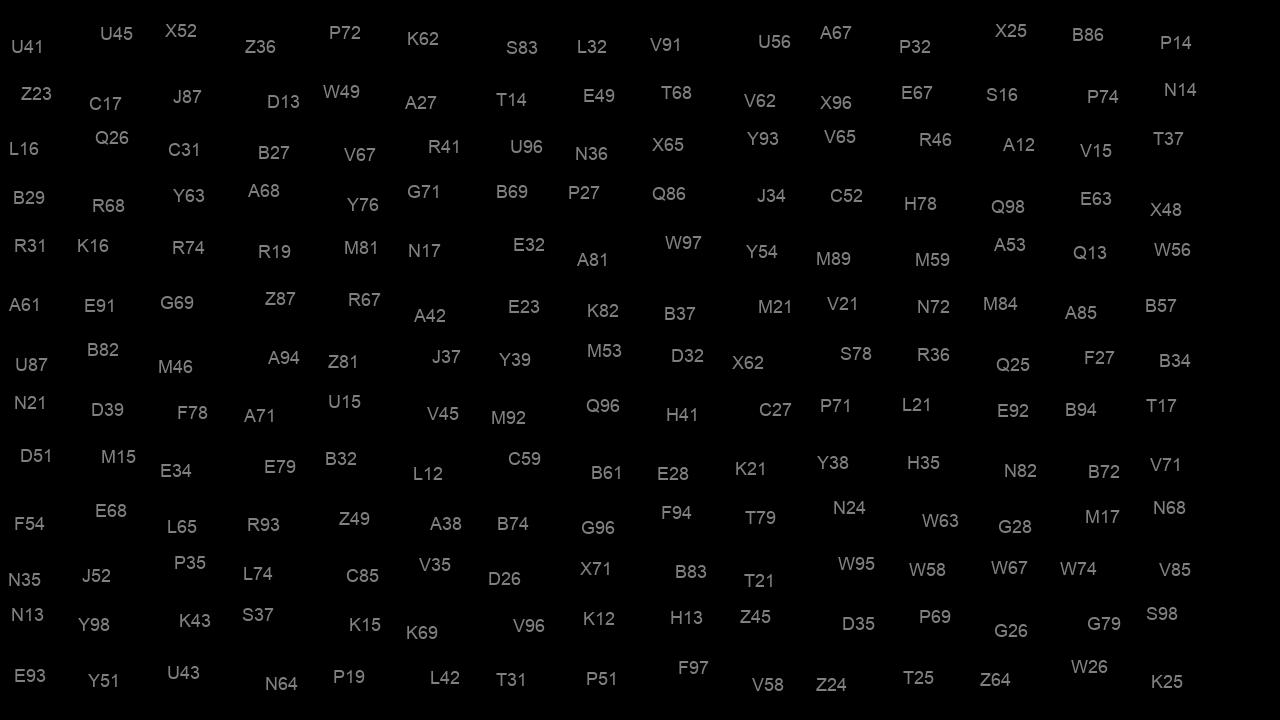 U41 U45 X52 Z36 P72 K62 S83 L32 V91 U56 A67 P32 X25 B86 P14
Z23 C17 J87 D13 W49 A27 T14 E49 T68 V62 X96 E67 S16 P74 N14
L16 Q26 C31 B27 V67 R41 U96 N36 X65 Y93 V65 R46 A12 V15 T37
B29 R68 Y63 A68 Y76 G71 B69 P27 Q86 J34 C52 H78 Q98 E63 X48
R31 K16 R74 R19 M81 N17 E32 A81 W97 Y54 M89 M59 A53 Q13 W56
A61 E91 G69 Z87 R67 A42 E23 K82 B37 M21 V21 N72 M84 A85 B57
U87 B82 M46 A94 Z81 J37 Y39 M53 D32 X62 S78 R36 Q25 F27 B34
N21 D39 F78 A71 U15 V45 M92 Q96 H41 C27 P71 L21 E92 B94 T17
D51 M15 E34 E79 B32 L12 C59 B61 E28 K21 Y38 H35 N82 B72 V71
F54 E68 L65 R93 Z49 A38 B74 G96 F94 T79 N24 W63 G28 M17 N68
N35 J52 P35 L74 C85 V35 D26 X71 B83 T21 W95 W58 W67 W74 V85
N13 Y98 K43 S37 K15 K69 V96 K12 H13 Z45 D35 P69 G26 G79 S98
E93 Y51 U43 N64 P19 L42 T31 P51 F97 V58 Z24 T25 Z64 W26 K25